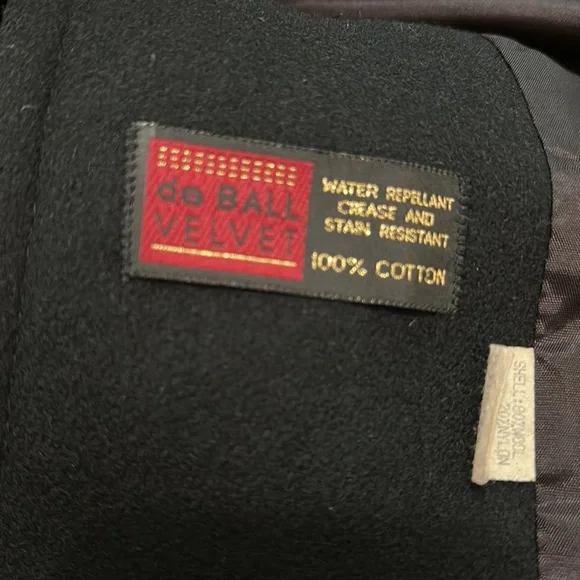 de BALL
VELVET
WATER REPELLANT
CREASE AND
STAIN RESISTANT
100% COTTON
SHELL:80%WOOL
20%NYLON